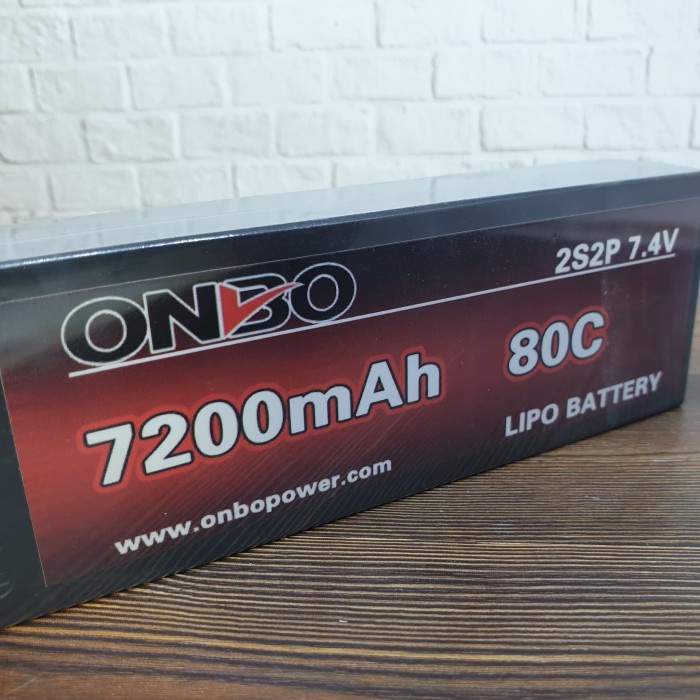 ONBO
2S2P 7.4V
7200mAh 80C
LIPO BATTERY
www.onbopower.com